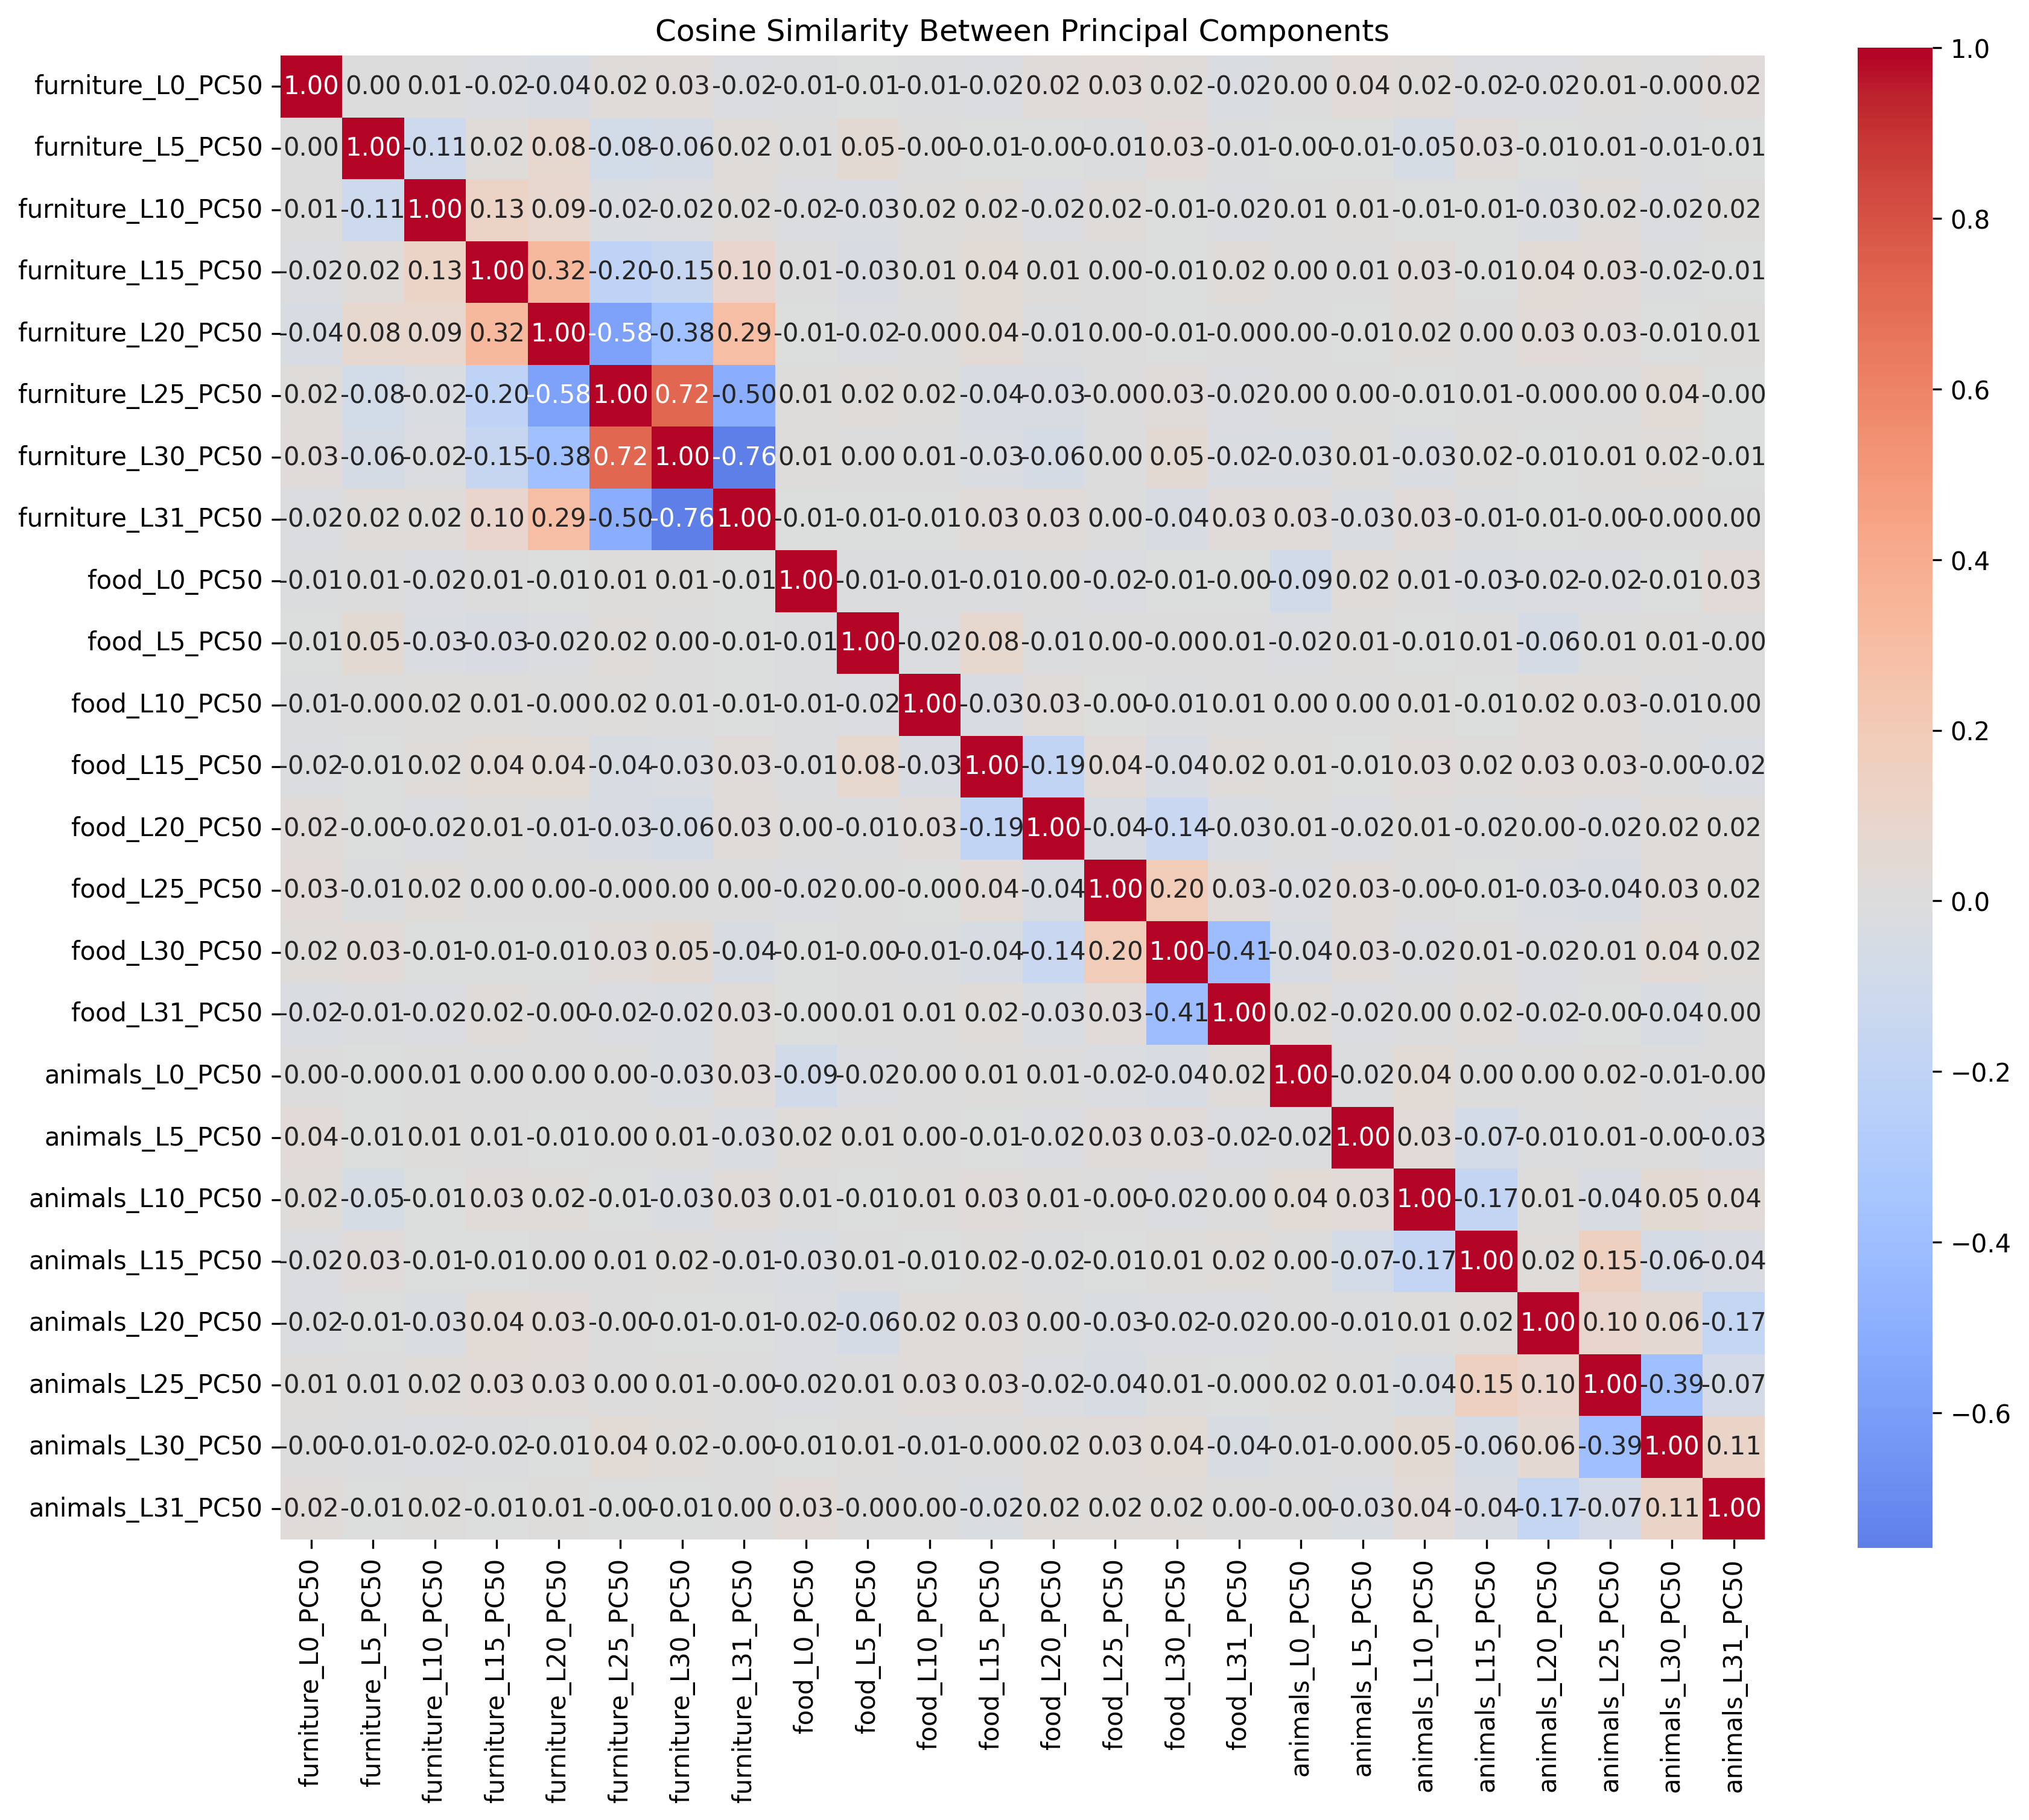 Cosine Similarity Between Principal Components
furniture_L0_PC50 1.00 0.00 0.01 -0.02 -0.04 0.02 0.03 -0.02 -0.01 -0.01 -0.01 -0.02 0.02 0.03 0.02 -0.02 0.00 0.04 0.02 -0.02 -0.02 0.01 -0.00 0.02
furniture_L5_PC50 0.00 1.00 -0.11 0.02 0.08 -0.08 -0.06 0.02 0.01 0.05 -0.00 -0.01 -0.00 -0.01 0.03 -0.01 -0.00 -0.01 -0.05 0.03 -0.01 0.01 -0.01 -0.01
furniture_L10_PC50 0.01 -0.11 1.00 0.13 0.09 -0.02 -0.02 0.02 -0.02 -0.03 0.02 0.02 -0.02 0.02 -0.01 -0.02 0.01 0.01 -0.01 -0.01 -0.03 0.02 -0.02 0.02
furniture_L15_PC50 -0.02 0.02 0.13 1.00 0.32 -0.20 -0.15 0.10 0.01 -0.03 0.01 0.04 0.01 0.00 -0.01 0.02 0.00 0.01 0.03 -0.01 0.04 0.03 -0.02 -0.01
furniture_L20_PC50 -0.04 0.08 0.09 0.32 1.00 -0.58 -0.38 0.29 -0.01 -0.02 -0.00 0.04 -0.01 0.00 -0.01 -0.00 0.00 -0.01 0.02 0.00 0.03 0.03 -0.01 0.01
furniture_L25_PC50 0.02 -0.08 -0.02 -0.20 -0.58 1.00 0.72 -0.50 0.01 0.02 0.02 -0.04 -0.03 -0.00 0.03 -0.02 0.00 0.00 -0.01 0.01 -0.00 0.00 0.04 -0.00
furniture_L30_PC50 0.03 -0.06 -0.02 -0.15 -0.38 0.72 1.00 -0.76 0.01 0.00 0.01 -0.03 -0.06 0.00 0.05 -0.02 -0.03 0.01 -0.03 0.02 -0.01 0.01 0.02 -0.01
furniture_L31_PC50 -0.02 0.02 0.02 0.10 0.29 -0.50 -0.76 1.00 -0.01 -0.01 -0.01 0.03 0.03 0.00 -0.04 0.03 0.03 -0.03 0.03 -0.01 -0.01 -0.00 -0.00 0.00
food_L0_PC50 -0.01 0.01 -0.02 0.01 -0.01 0.01 0.01 -0.01 1.00 -0.01 -0.01 -0.01 0.00 -0.02 -0.01 -0.00 -0.09 0.02 0.01 -0.03 -0.02 -0.02 -0.01 0.03
food_L5_PC50 -0.01 0.05 -0.03 -0.03 -0.02 0.02 0.00 -0.01 -0.01 1.00 -0.02 0.08 -0.01 0.00 -0.00 0.01 -0.02 0.01 -0.01 0.01 -0.06 0.01 0.01 -0.00
food_L10_PC50 -0.01 -0.00 0.02 0.01 -0.00 0.02 0.01 -0.01 -0.01 -0.02 1.00 -0.03 0.03 -0.00 -0.01 0.01 0.00 0.00 0.01 -0.01 0.02 0.03 -0.01 0.00
food_L15_PC50 -0.02 -0.01 0.02 0.04 0.04 -0.04 -0.03 0.03 -0.01 0.08 -0.03 1.00 -0.19 0.04 -0.04 0.02 0.01 -0.01 0.03 0.02 0.03 0.03 -0.00 -0.02
food_L20_PC50 0.02 -0.00 -0.02 0.01 -0.01 -0.03 -0.06 0.03 0.00 -0.01 0.03 -0.19 1.00 -0.04 -0.14 -0.03 0.01 -0.02 0.01 -0.02 0.00 -0.02 0.02 0.02
food_L25_PC50 0.03 -0.01 0.02 0.00 0.00 -0.00 0.00 0.00 -0.02 0.00 -0.00 0.04 -0.04 1.00 0.20 0.03 -0.02 0.03 -0.00 -0.01 -0.03 -0.04 0.03 0.02
food_L30_PC50 0.02 0.03 -0.01 -0.01 -0.01 0.03 0.05 -0.04 -0.01 -0.00 -0.01 -0.04 -0.14 0.20 1.00 -0.41 -0.04 0.03 -0.02 0.01 -0.02 0.01 0.04 0.02
food_L31_PC50 -0.02 -0.01 -0.02 0.02 -0.00 -0.02 -0.02 0.03 -0.00 0.01 0.01 0.02 -0.03 0.03 -0.41 1.00 0.02 -0.02 0.00 0.02 -0.02 -0.00 -0.04 0.00
animals_L0_PC50 0.00 -0.00 0.01 0.00 0.00 0.00 -0.03 0.03 -0.09 -0.02 0.00 0.01 0.01 -0.02 -0.04 0.02 1.00 -0.02 0.04 0.00 0.00 0.02 -0.01 -0.00
animals_L5_PC50 0.04 -0.01 0.01 0.01 -0.01 0.00 0.01 -0.03 0.02 0.01 0.00 -0.01 -0.02 0.03 0.03 -0.02 -0.02 1.00 0.03 -0.07 -0.01 0.01 -0.00 -0.03
animals_L10_PC50 0.02 -0.05 -0.01 0.03 0.02 -0.01 -0.03 0.03 0.01 -0.01 0.01 0.03 0.01 -0.00 -0.02 0.00 0.04 0.03 1.00 -0.17 0.01 -0.04 0.05 0.04
animals_L15_PC50 -0.02 0.03 -0.01 -0.01 0.00 0.01 0.02 -0.01 -0.03 0.01 -0.01 0.02 -0.02 -0.01 0.01 0.02 0.00 -0.07 -0.17 1.00 0.02 0.15 -0.06 -0.04
animals_L20_PC50 -0.02 -0.01 -0.03 0.04 0.03 -0.00 -0.01 -0.01 -0.02 -0.06 0.02 0.03 0.00 -0.03 -0.02 -0.02 0.00 -0.01 0.01 0.02 1.00 0.10 0.06 -0.17
animals_L25_PC50 0.01 0.01 0.02 0.03 0.03 0.00 0.01 -0.00 -0.02 0.01 0.03 0.03 -0.02 -0.04 0.01 -0.00 0.02 0.01 -0.04 0.15 0.10 1.00 -0.39 -0.07
animals_L30_PC50 -0.00 -0.01 -0.02 -0.02 -0.01 0.04 0.02 -0.00 -0.01 0.01 -0.01 -0.00 0.02 0.03 0.04 -0.04 -0.01 -0.00 0.05 -0.06 0.06 -0.39 1.00 0.11
animals_L31_PC50 0.02 -0.01 0.02 -0.01 0.01 -0.00 -0.01 0.00 0.03 -0.00 0.00 -0.02 0.02 0.02 0.02 0.00 -0.00 -0.03 0.04 -0.04 -0.17 -0.07 0.11 1.00
furniture_L0_PC50
furniture_L5_PC50
furniture_L10_PC50
furniture_L15_PC50
furniture_L20_PC50
furniture_L25_PC50
furniture_L30_PC50
furniture_L31_PC50
food_L0_PC50
food_L5_PC50
food_L10_PC50
food_L15_PC50
food_L20_PC50
food_L25_PC50
food_L30_PC50
food_L31_PC50
animals_L0_PC50
animals_L5_PC50
animals_L10_PC50
animals_L15_PC50
animals_L20_PC50
animals_L25_PC50
animals_L30_PC50
animals_L31_PC50
1.0
0.8
0.6
0.4
0.2
0.0
−0.2
−0.4
−0.6